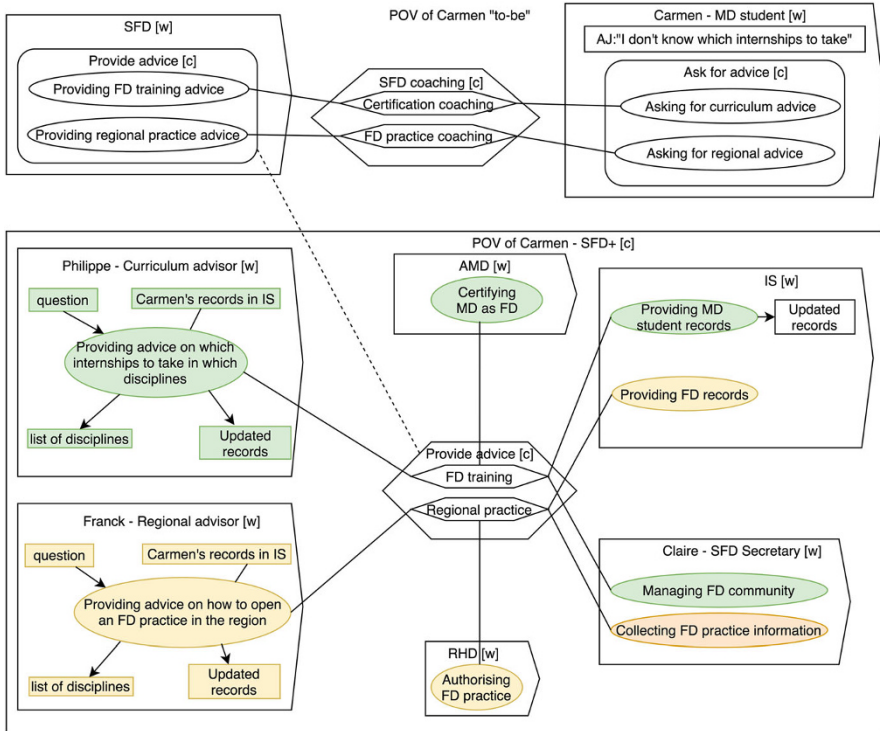 POV of Carmen "to-be"
SFD [w]
Provide advice [c]
Providing FD training advice
Providing regional practice advice
SFD coaching [c]
Certification coaching
FD practice coaching
Carmen - MD student [w]
AJ:"I don't know which internships to take"
Ask for advice [c]
Asking for curriculum advice
Asking for regional advice
POV of Carmen - SFD+ [c]
Philippe - Curriculum advisor [w]
question
Carmen's records in IS
Providing advice on which
internships to take in which
disciplines
list of disciplines
Updated
records
AMD [w]
Certifying
MD as FD
IS [w]
Providing MD
student records
Updated
records
Providing FD records
Provide advice [c]
FD training
Regional practice
Franck - Regional advisor [w]
question
Carmen's records in IS
Providing advice on how to open
an FD practice in the region
list of disciplines
Updated
records
RHD [w]
Authorising
FD practice
Claire - SFD Secretary [w]
Managing FD community
Collecting FD practice information